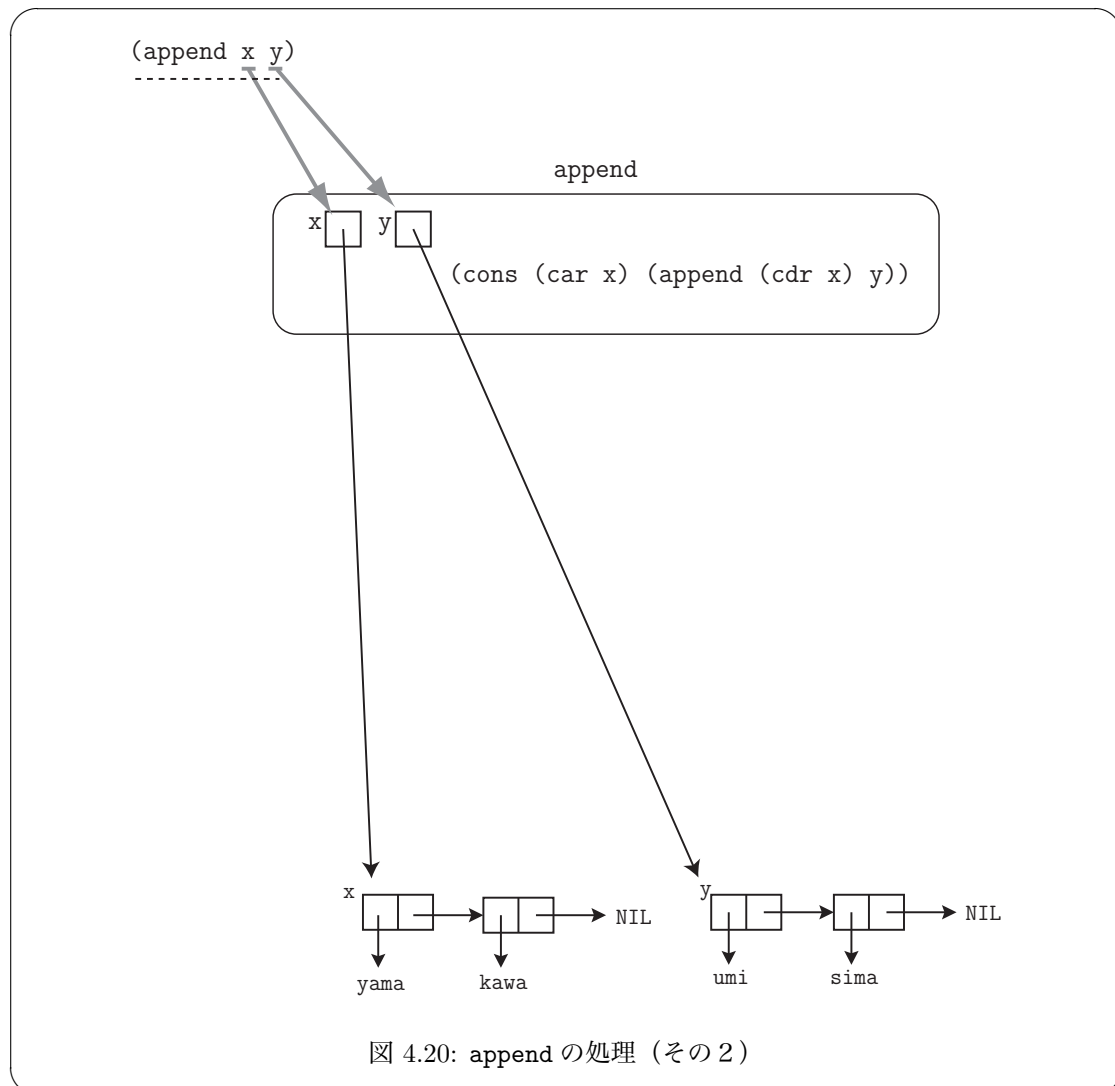 (append x y)
append
x y
(cons (car x) (append (cdr x) y))
x y
NIL NIL
yama kawa umi sima
図 4.20: append の処理（その２）